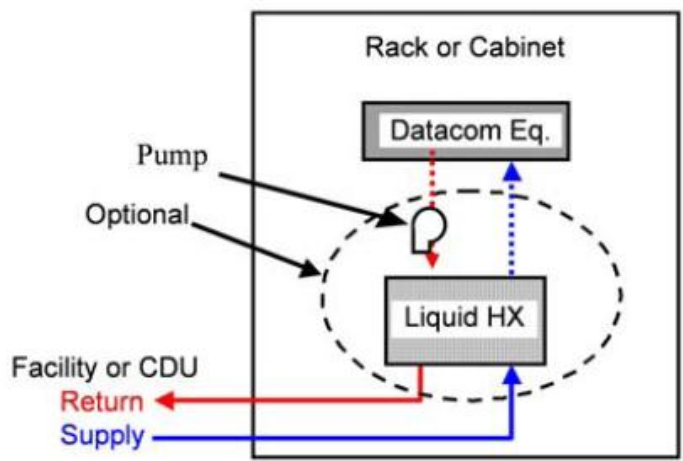 Rack or Cabinet
Datacom Eq.
Pump
Optional
Liquid HX
Facility or CDU
Return
Supply